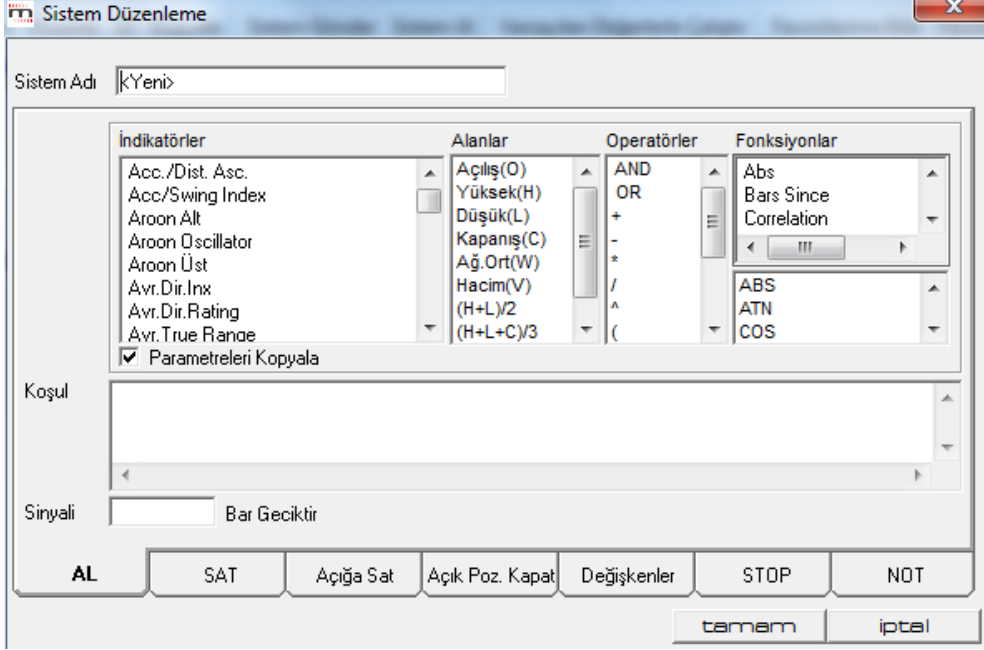 m Sistem Düzenleme
Sistem Adı <Yeni>
İndikatörler Alanlar Operatörler Fonksiyonlar
Acc./Dist. Asc. Açılış(O) AND Abs
Acc/Swing Index Yüksek(H) OR Bars Since
Aroon Alt Düşük(L) + Correlation
Aroon Oscillator Kapanış(C) -
Aroon Üst Ağ.Ort(W) *
Avr.Dir.Inx Hacim(V) / ABS
Avr.Dir.Rating (H+L)/2 ^ ATN
Avr.True Range (H+L+C)/3 ( COS
Parametreleri Kopyala
Koşul
Sinyali Bar Geciktir
AL SAT Açığa Sat Açık Poz. Kapat Değişkenler STOP NOT
tamam iptal